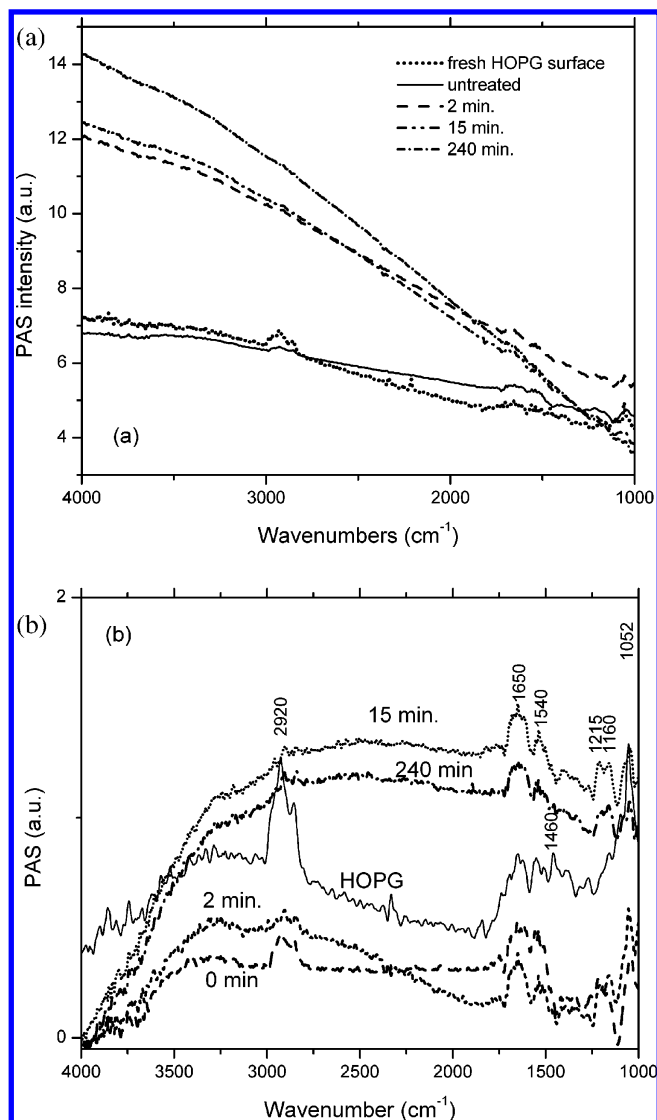 (a)
fresh HOPG surface
untreated
2 min.
15 min.
240 min.
14
12
10
8
6
4
PAS intensity (a.u.)
(a)
4000 3000 2000 1000
Wavenumbers (cm⁻¹)
(b)
(b)
2
0
PAS (a.u.)
2920
15 min.
1650
1540
1215
1160
1052
240 min
1460
HOPG
2 min.
0 min
4000 3500 3000 2500 2000 1500 1000
Wavenumber (cm⁻¹)